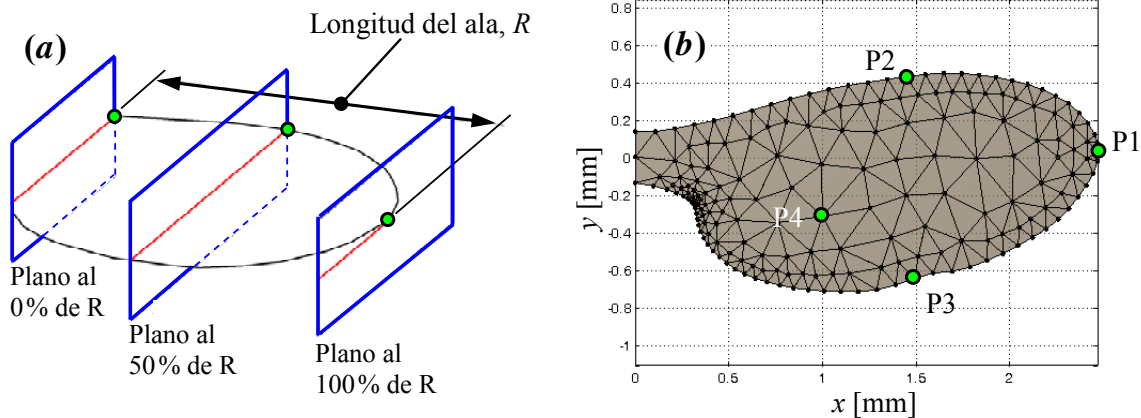 (a)
Longitud del ala, R
Plano al
0% de R
Plano al
50% de R
Plano al
100% de R
(b)
P2
P1
P4
P3
y [mm]
0.8
0.6
0.4
0.2
0
-0.2
-0.4
-0.6
-0.8
-1
0
0.5
1
1.5
2
x [mm]